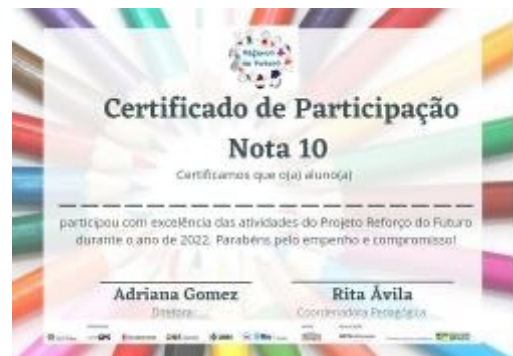 Reforço
do Futuro
Certificado de Participação
Nota 10
Certificamos que o(a) aluno(a)
participou com excelência das atividades do Projeto Reforço do Futuro
durante o ano de 2022. Parabéns pelo empenho e compromisso!
Adriana Gomez Rita Ávila
Diretora Coordenadora Pedagógica